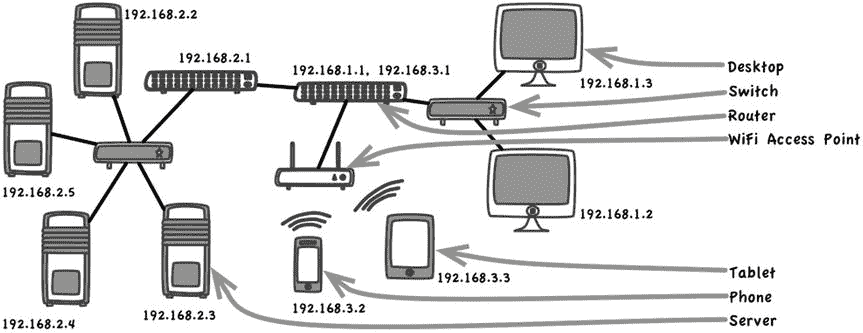 192.168.2.2
192.168.2.1
192.168.1.1, 192.168.3.1
192.168.1.3
Desktop
Switch
Router
WiFi Access Point
192.168.2.5
192.168.1.2
192.168.3.3
Tablet
192.168.3.2
Phone
192.168.2.4
192.168.2.3
Server